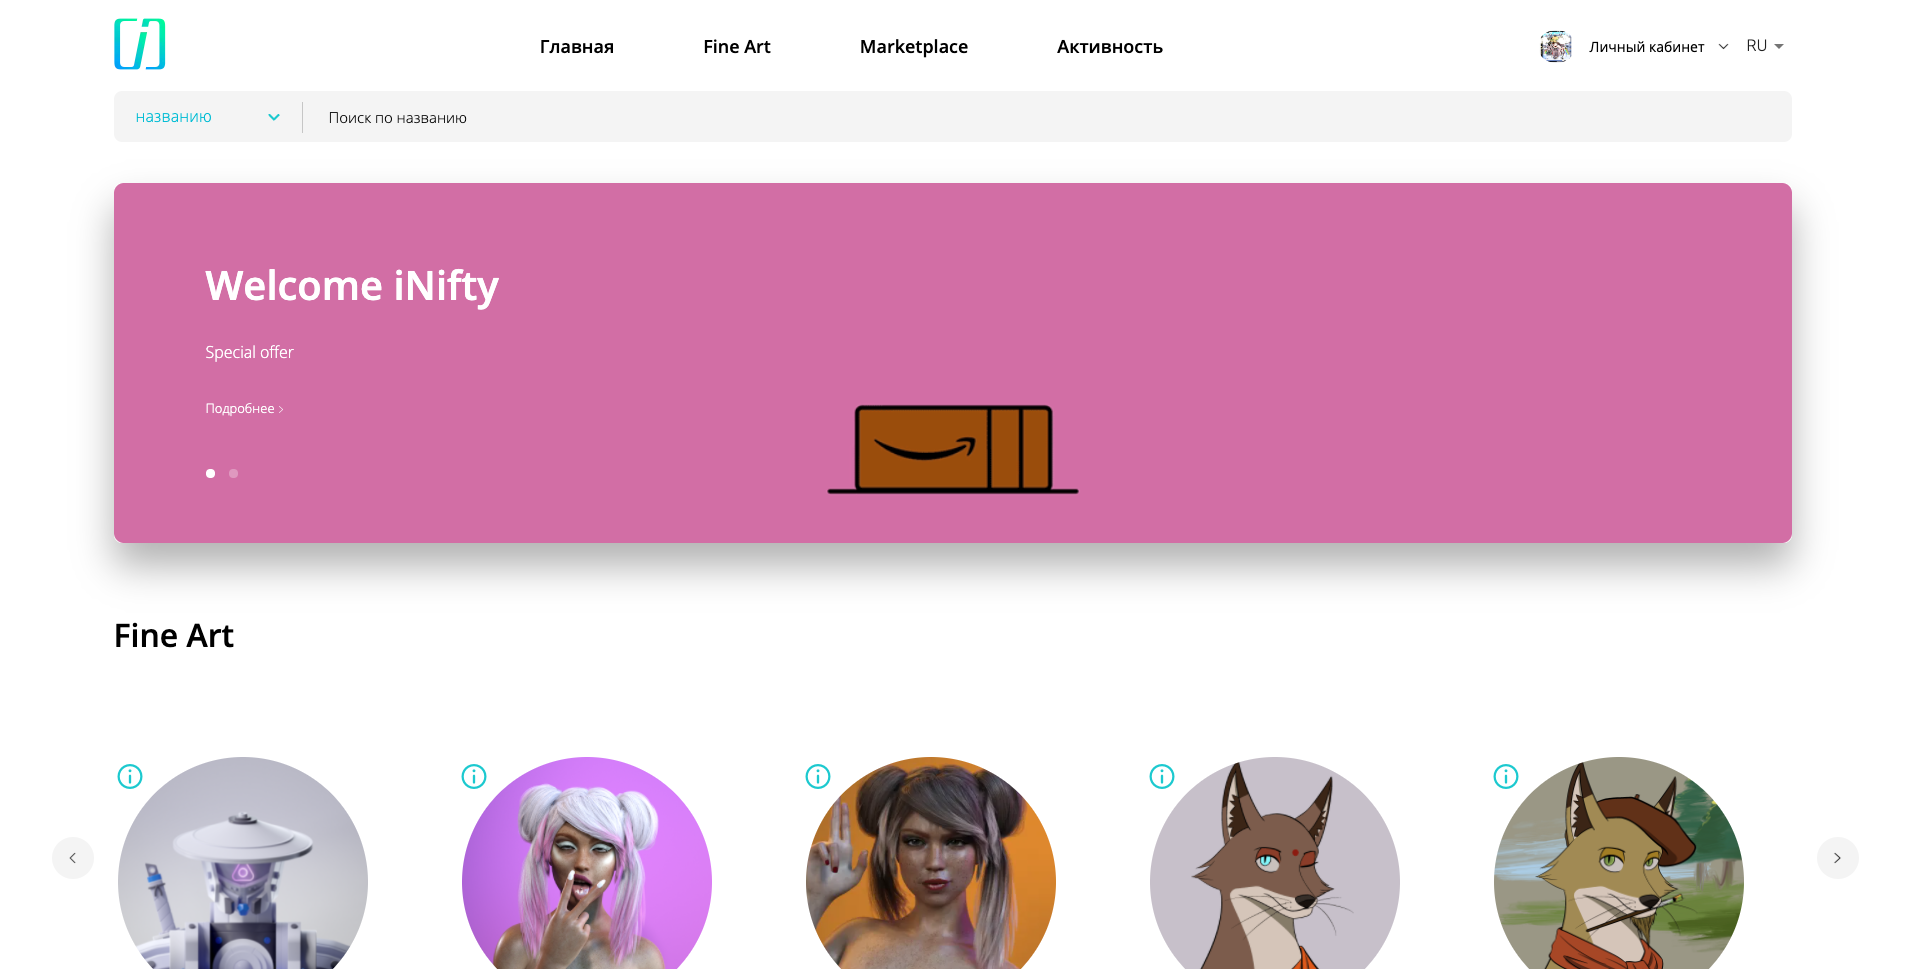 Главная
Fine Art
Marketplace
Активность
Личный кабинет
RU
названию
Поиск по названию
Welcome iNifty
Special offer
Подробнее
Fine Art